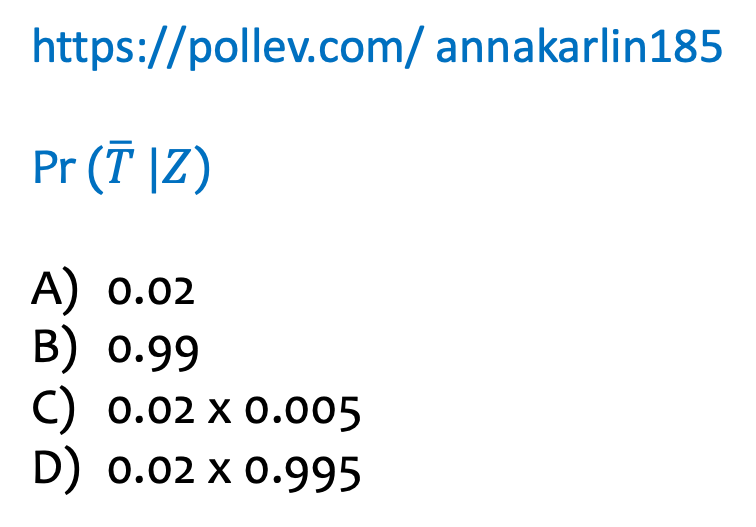 https://pollev.com/ annakarlin185
Pr (T̅ |Z)
A) 0.02
B) 0.99
C) 0.02 x 0.005
D) 0.02 x 0.995